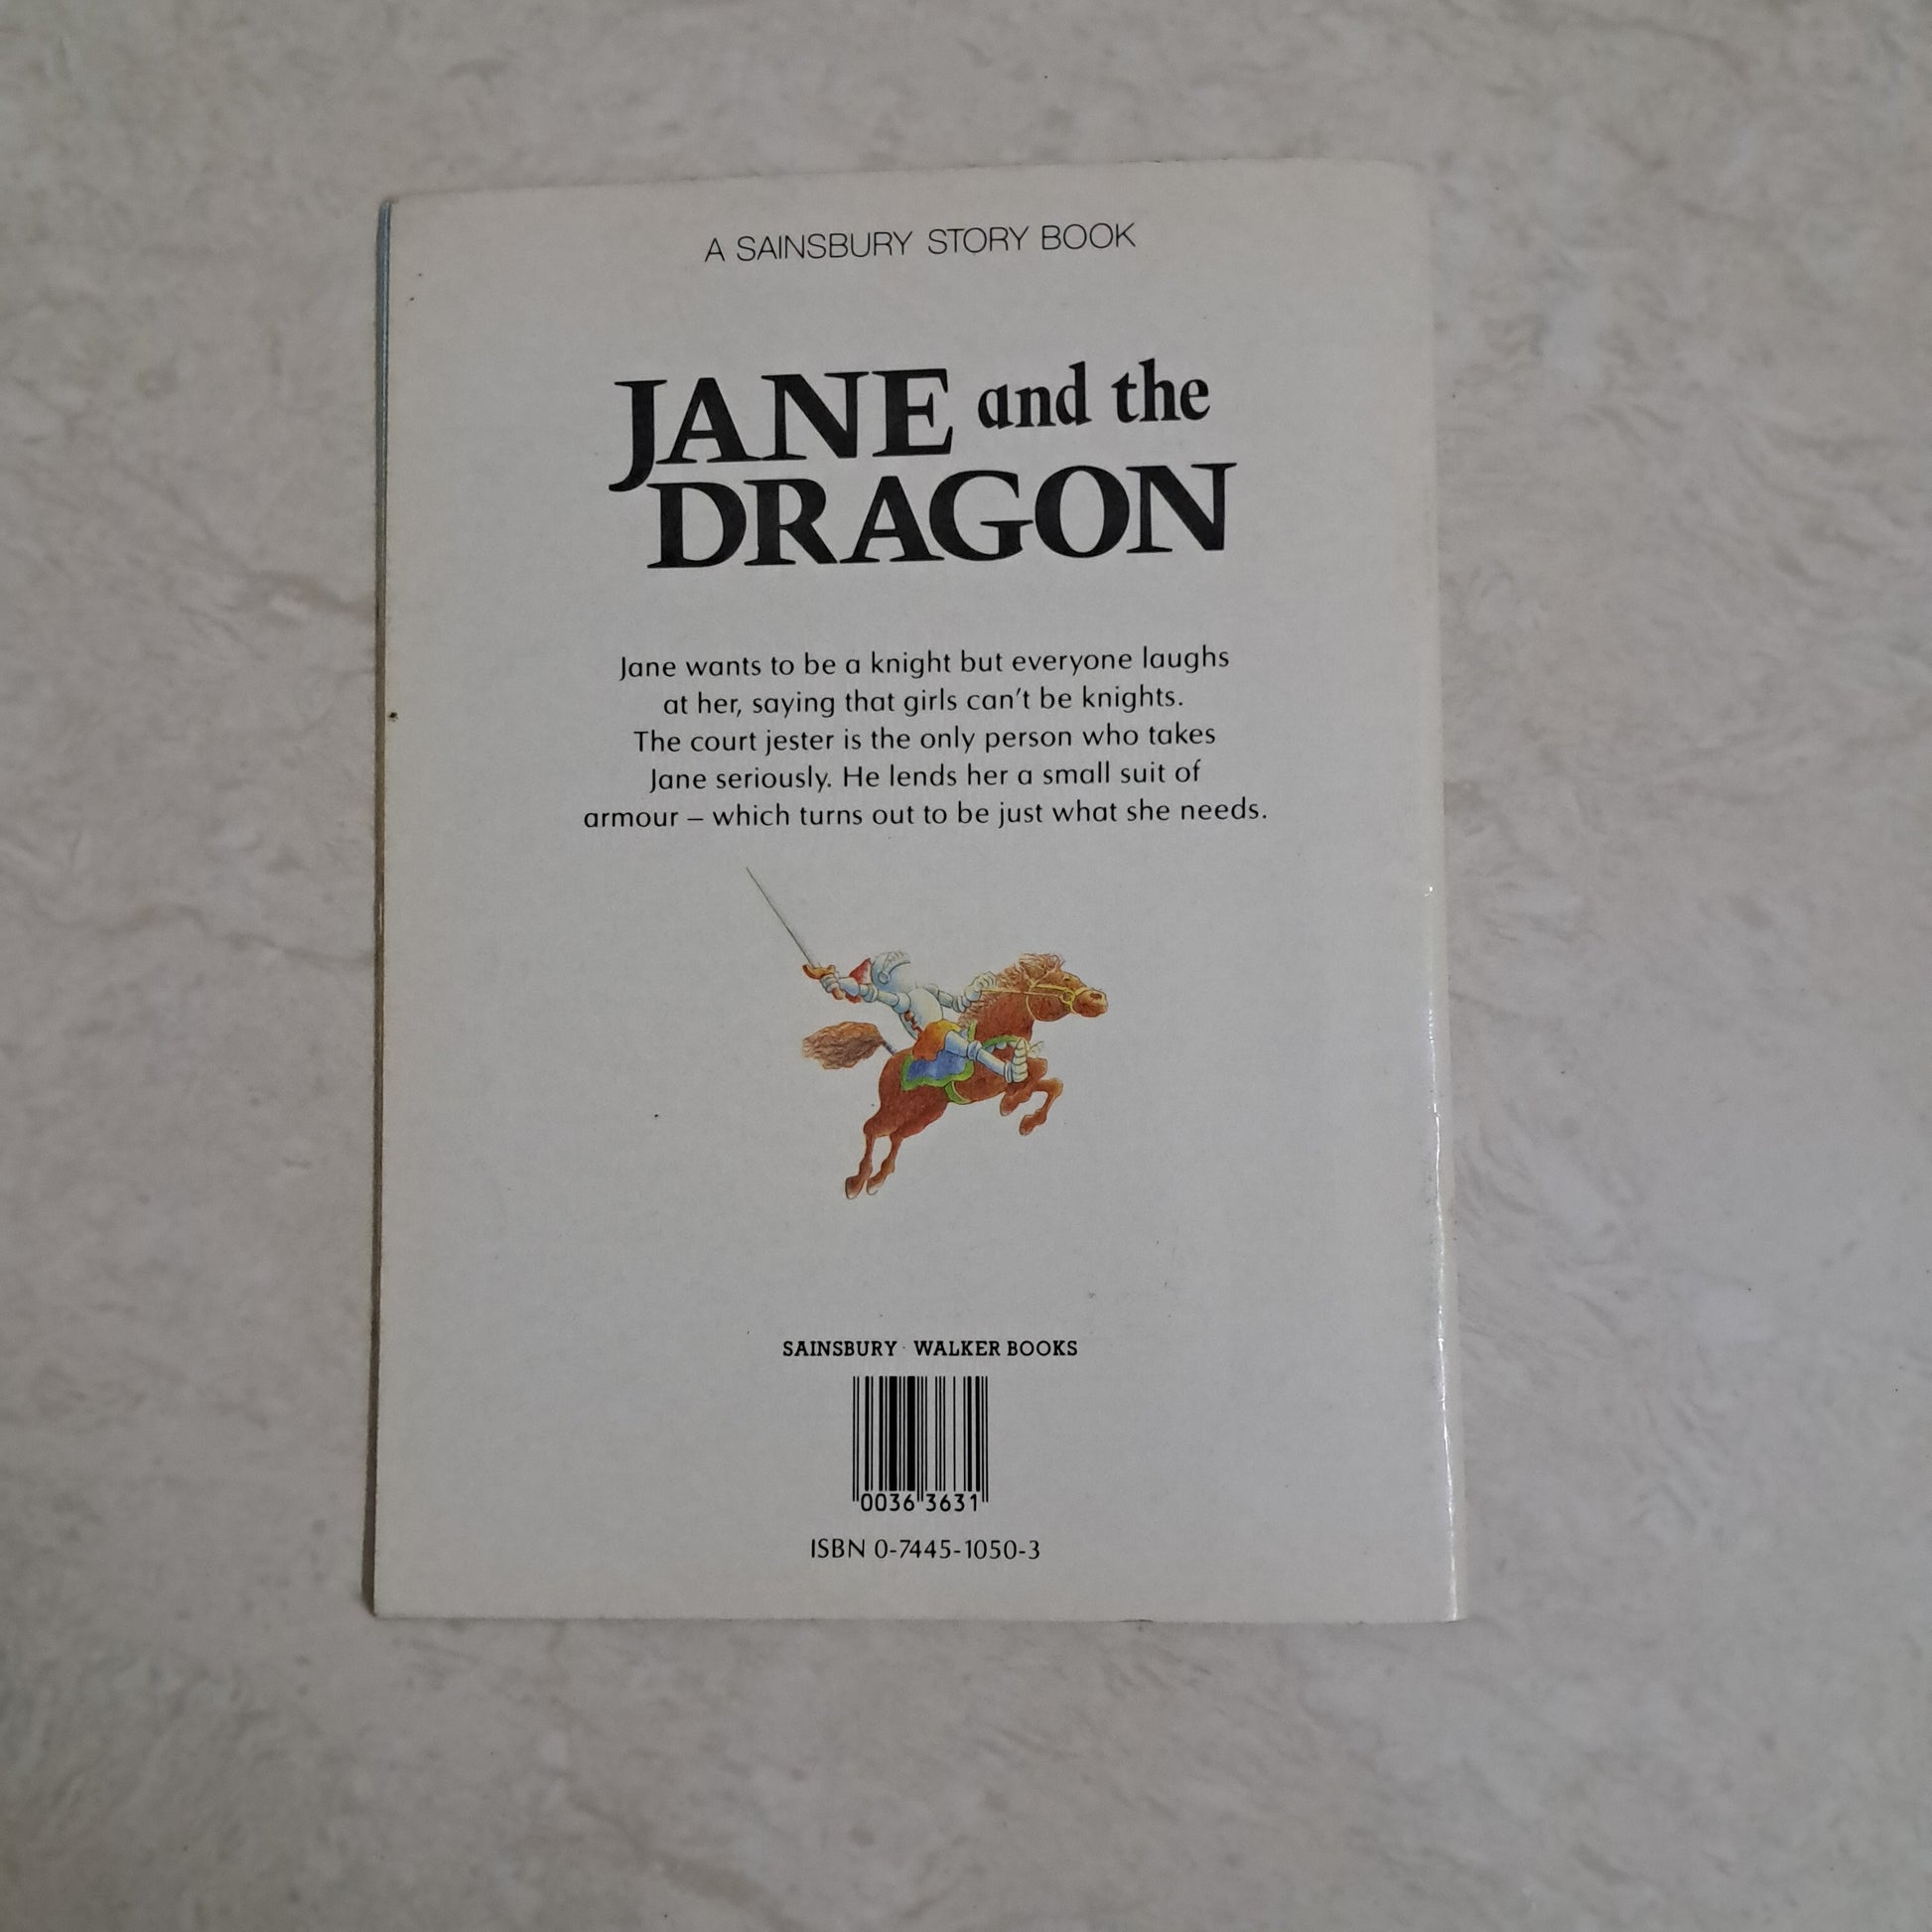 A SAINSBURY STORY BOOK
JANE and the
DRAGON
Jane wants to be a knight but everyone laughs
at her, saying that girls can't be knights.
The court jester is the only person who takes
Jane seriously. He lends her a small suit of
armour – which turns out to be just what she needs.
SAINSBURY · WALKER BOOKS
0036 3631
ISBN 0-7445-1050-3